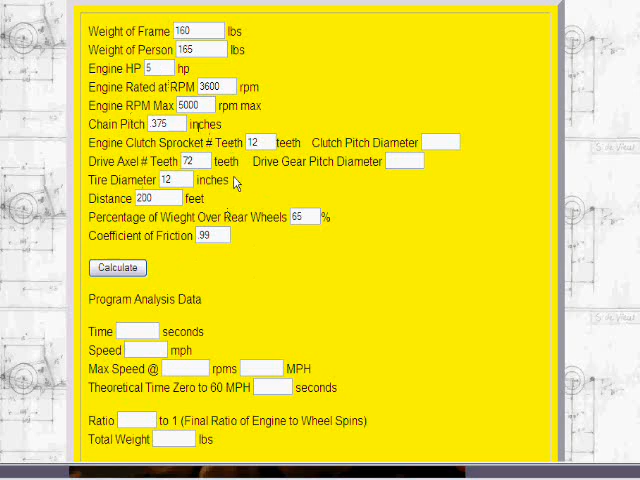 Weight of Frame 160 lbs
Weight of Person 165 lbs
Engine HP 5 hp
Engine Rated at RPM 3600 rpm
Engine RPM Max 5000 rpm max
Chain Pitch .375 inches
Engine Clutch Sprocket # Teeth 12 teeth Clutch Pitch Diameter
Drive Axel # Teeth 72 teeth Drive Gear Pitch Diameter
Tire Diameter 12 inches
Distance 200 feet
Percentage of Wieght Over Rear Wheels 65 %
Coefficient of Friction .99
Calculate
Program Analysis Data
Time seconds
Speed mph
Max Speed @ rpms MPH
Theoretical Time Zero to 60 MPH seconds
Ratio to 1 (Final Ratio of Engine to Wheel Spins)
Total Weight lbs